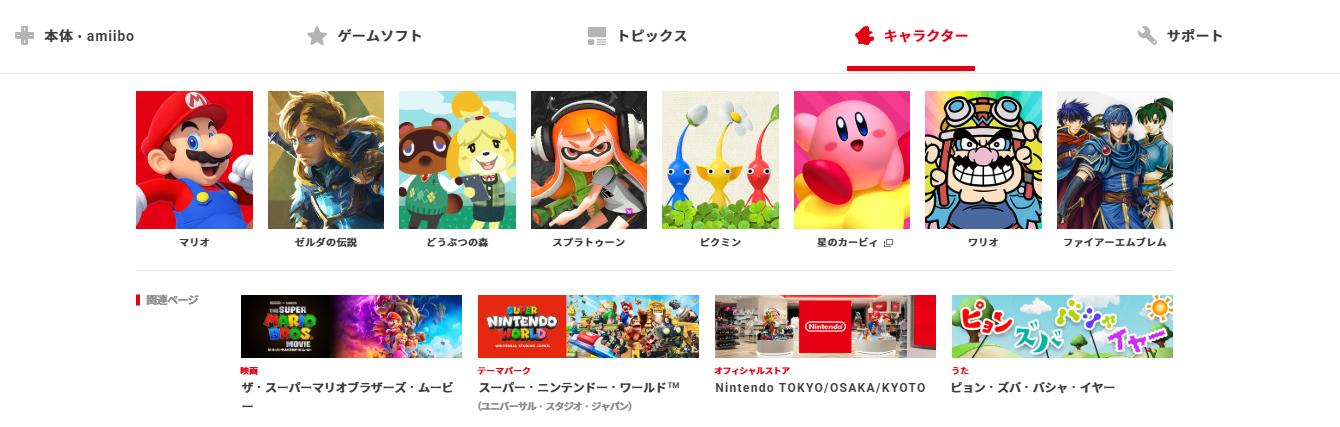 本体・amiibo
ゲームソフト
トピックス
キャラクター
サポート
マリオ
ゼルダの伝説
どうぶつの森
スプラトゥーン
ピクミン
星のカービィ
ワリオ
ファイアーエムブレム
関連ページ
THE SUPER
MARIO
BROS.
MOVIE
SUPER
NINTENDO
WORLD
UNIVERSAL STUDIOS JAPAN
Nintendo
ピョン
ズバ
バシャ
イヤー
映画
ザ・スーパーマリオブラザーズ・ムービ
ー
テーマパーク
スーパー・ニンテンドー・ワールド™
(ユニバーサル・スタジオ・ジャパン)
オフィシャルストア
Nintendo TOKYO/OSAKA/KYOTO
うた
ピョン・ズバ・バシャ・イヤー